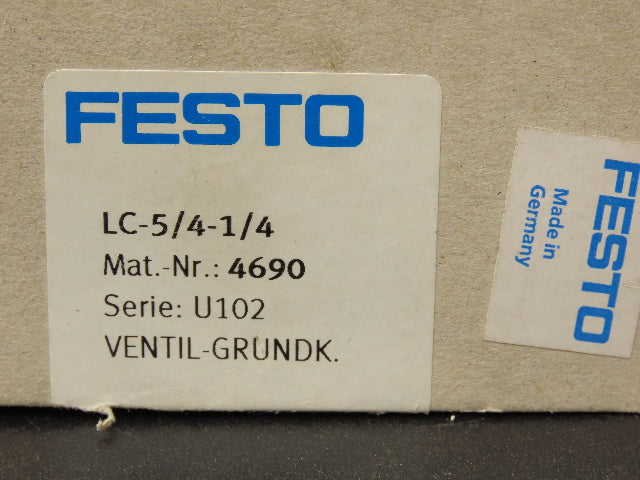 FESTO
LC-5/4-1/4
Mat.-Nr.: 4690
Serie: U102
VENTIL-GRUNDK.
Made in
Germany
FESTO